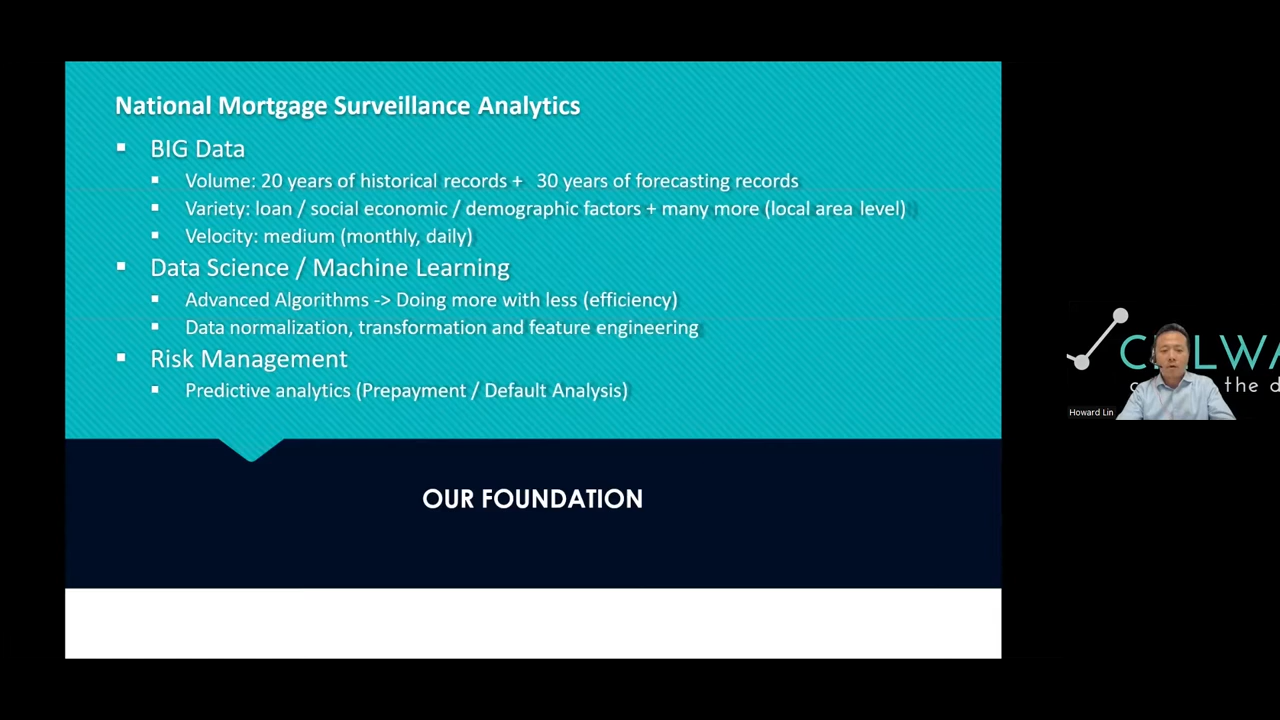 National Mortgage Surveillance Analytics
▪ BIG Data
▪ Volume: 20 years of historical records + 30 years of forecasting records
▪ Variety: loan / social economic / demographic factors + many more (local area level)
▪ Velocity: medium (monthly, daily)
▪ Data Science / Machine Learning
▪ Advanced Algorithms -> Doing more with less (efficiency)
▪ Data normalization, transformation and feature engineering
▪ Risk Management
▪ Predictive analytics (Prepayment / Default Analysis)
OUR FOUNDATION
the d
Howard Lin